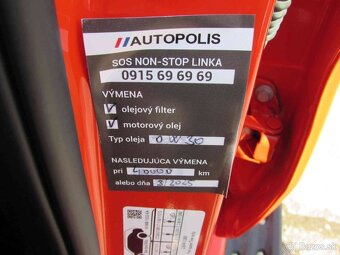 AUTOPOLIS
SOS NON-STOP LINKA
0915 69 69 69
VÝMENA
olejový filter
motorový olej
Typ oleja 0W30
NASLEDUJÚCA VÝMENA
pri km
alebo dňa 3/2025